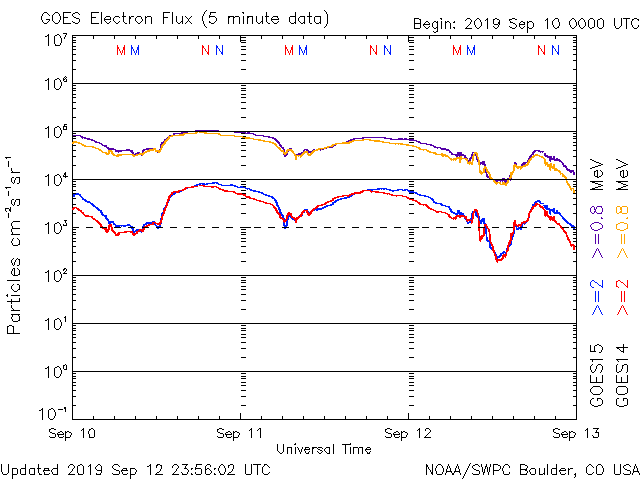 GOES Electron Flux (5 minute data)
Begin: 2019 Sep 10 0000 UTC
M M N N M M N N M M N N
10⁷
10⁶
10⁵
10⁴
10³
10²
10¹
10⁰
10⁻¹
Particles cm⁻²s⁻¹sr⁻¹
Sep 10 Sep 11 Sep 12 Sep 13
Universal Time
GOES15 >=2 >=0.8 MeV
GOES14 >=2 >=0.8 MeV
Updated 2019 Sep 12 23:56:02 UTC
NOAA/SWPC Boulder, CO USA